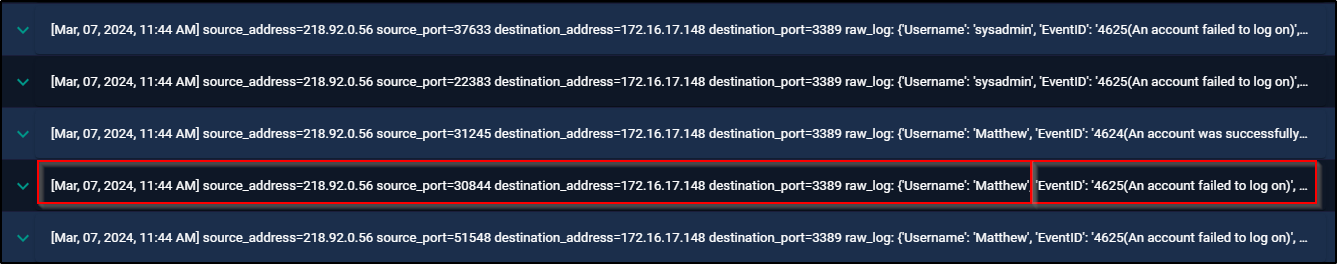 [Mar, 07, 2024, 11:44 AM] source_address=218.92.0.56 source_port=37633 destination_address=172.16.17.148 destination_port=3389 raw_log: {'Username': 'sysadmin', 'EventID': '4625(An account failed to log on)',...
[Mar, 07, 2024, 11:44 AM] source_address=218.92.0.56 source_port=22383 destination_address=172.16.17.148 destination_port=3389 raw_log: {'Username': 'sysadmin', 'EventID': '4625(An account failed to log on)',...
[Mar, 07, 2024, 11:44 AM] source_address=218.92.0.56 source_port=31245 destination_address=172.16.17.148 destination_port=3389 raw_log: {'Username': 'Matthew', 'EventID': '4624(An account was successfully...
[Mar, 07, 2024, 11:44 AM] source_address=218.92.0.56 source_port=30844 destination_address=172.16.17.148 destination_port=3389 raw_log: {'Username': 'Matthew', 'EventID': '4625(An account failed to log on)', ...
[Mar, 07, 2024, 11:44 AM] source_address=218.92.0.56 source_port=51548 destination_address=172.16.17.148 destination_port=3389 raw_log: {'Username': 'Matthew', 'EventID': '4625(An account failed to log on)', ...